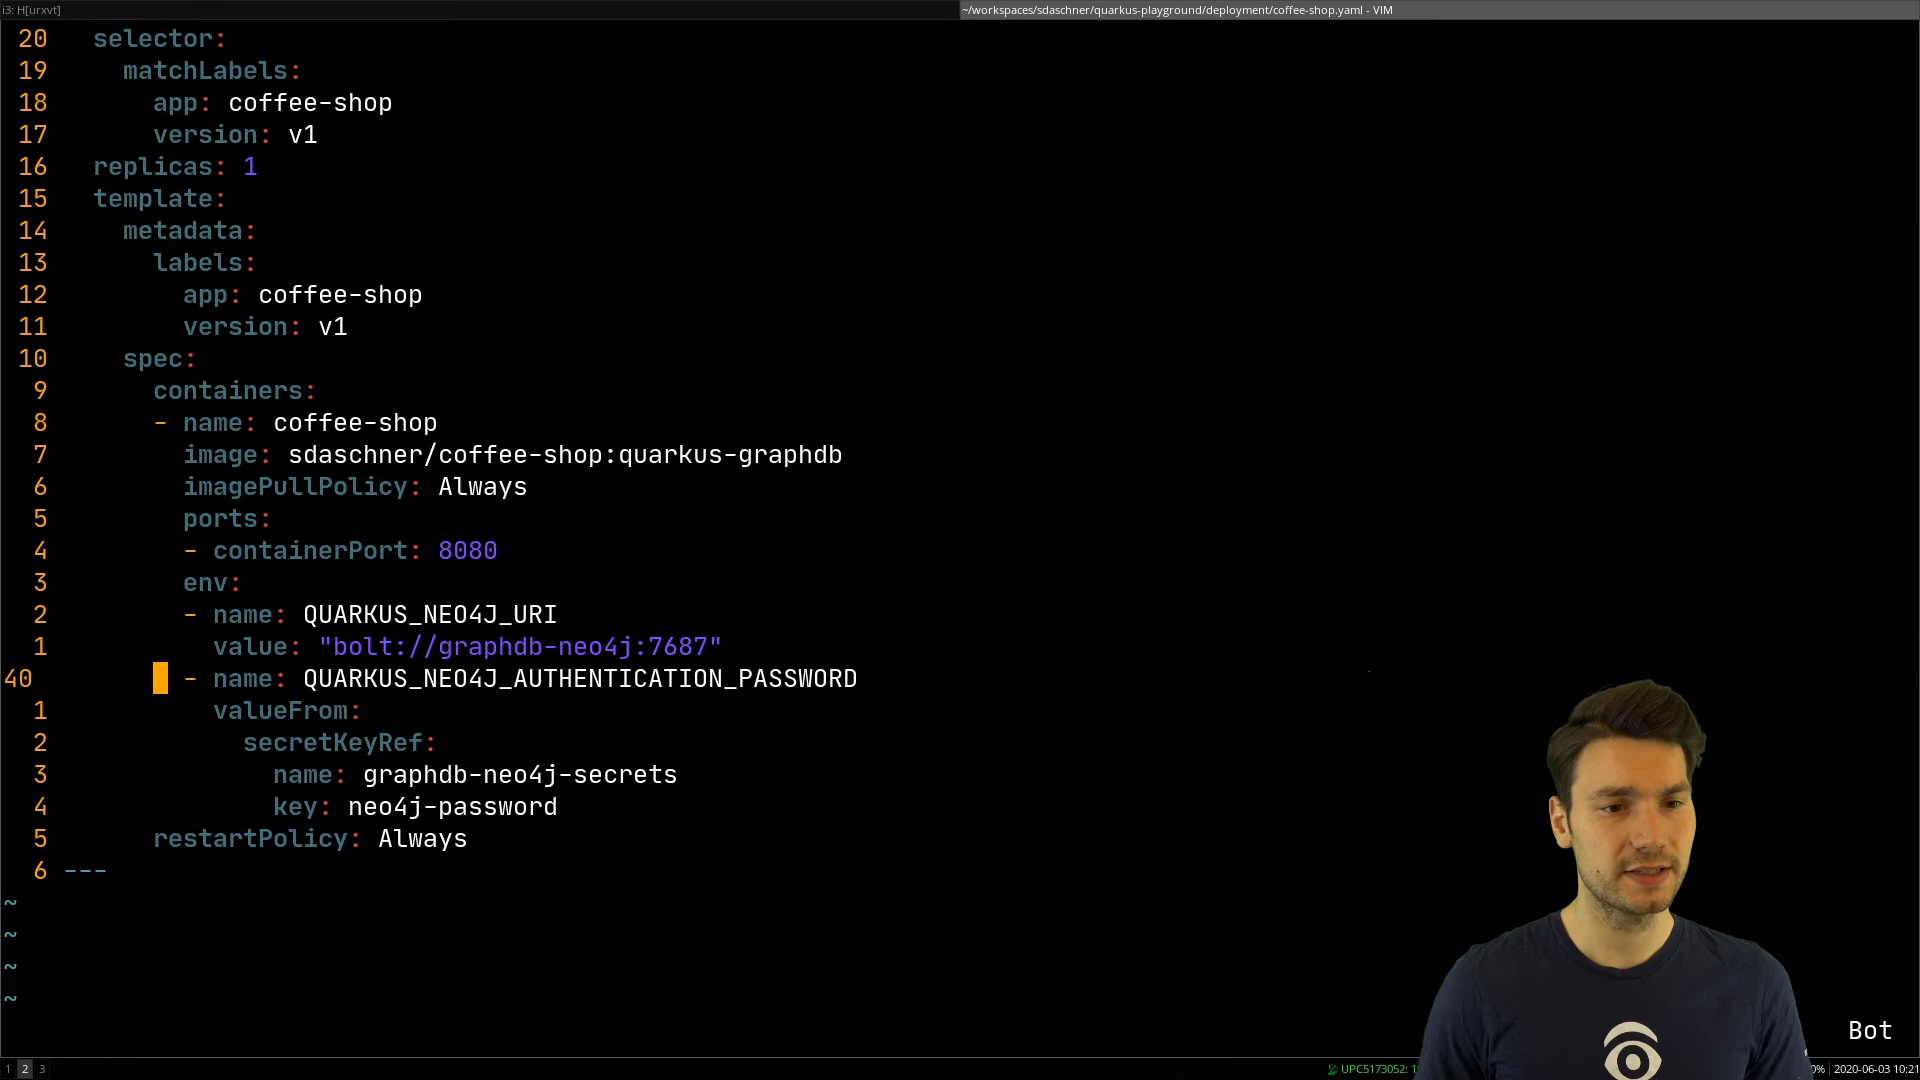 i3: H[urxvt]
~/workspaces/sdaschner/quarkus-playground/deployment/coffee-shop.yaml - VIM
20 selector:
19 matchLabels:
18 app: coffee-shop
17 version: v1
16 replicas: 1
15 template:
14 metadata:
13 labels:
12 app: coffee-shop
11 version: v1
10 spec:
9 containers:
8 - name: coffee-shop
7 image: sdaschner/coffee-shop:quarkus-graphdb
6 imagePullPolicy: Always
5 ports:
4 - containerPort: 8080
3 env:
2 - name: QUARKUS_NEO4J_URI
1 value: "bolt://graphdb-neo4j:7687"
40 - name: QUARKUS_NEO4J_AUTHENTICATION_PASSWORD
1 valueFrom:
2 secretKeyRef:
3 name: graphdb-neo4j-secrets
4 key: neo4j-password
5 restartPolicy: Always
6 ---
~
~
~
~
Bot
1 2 3
UPC5173052:
0% 2020-06-03 10:21